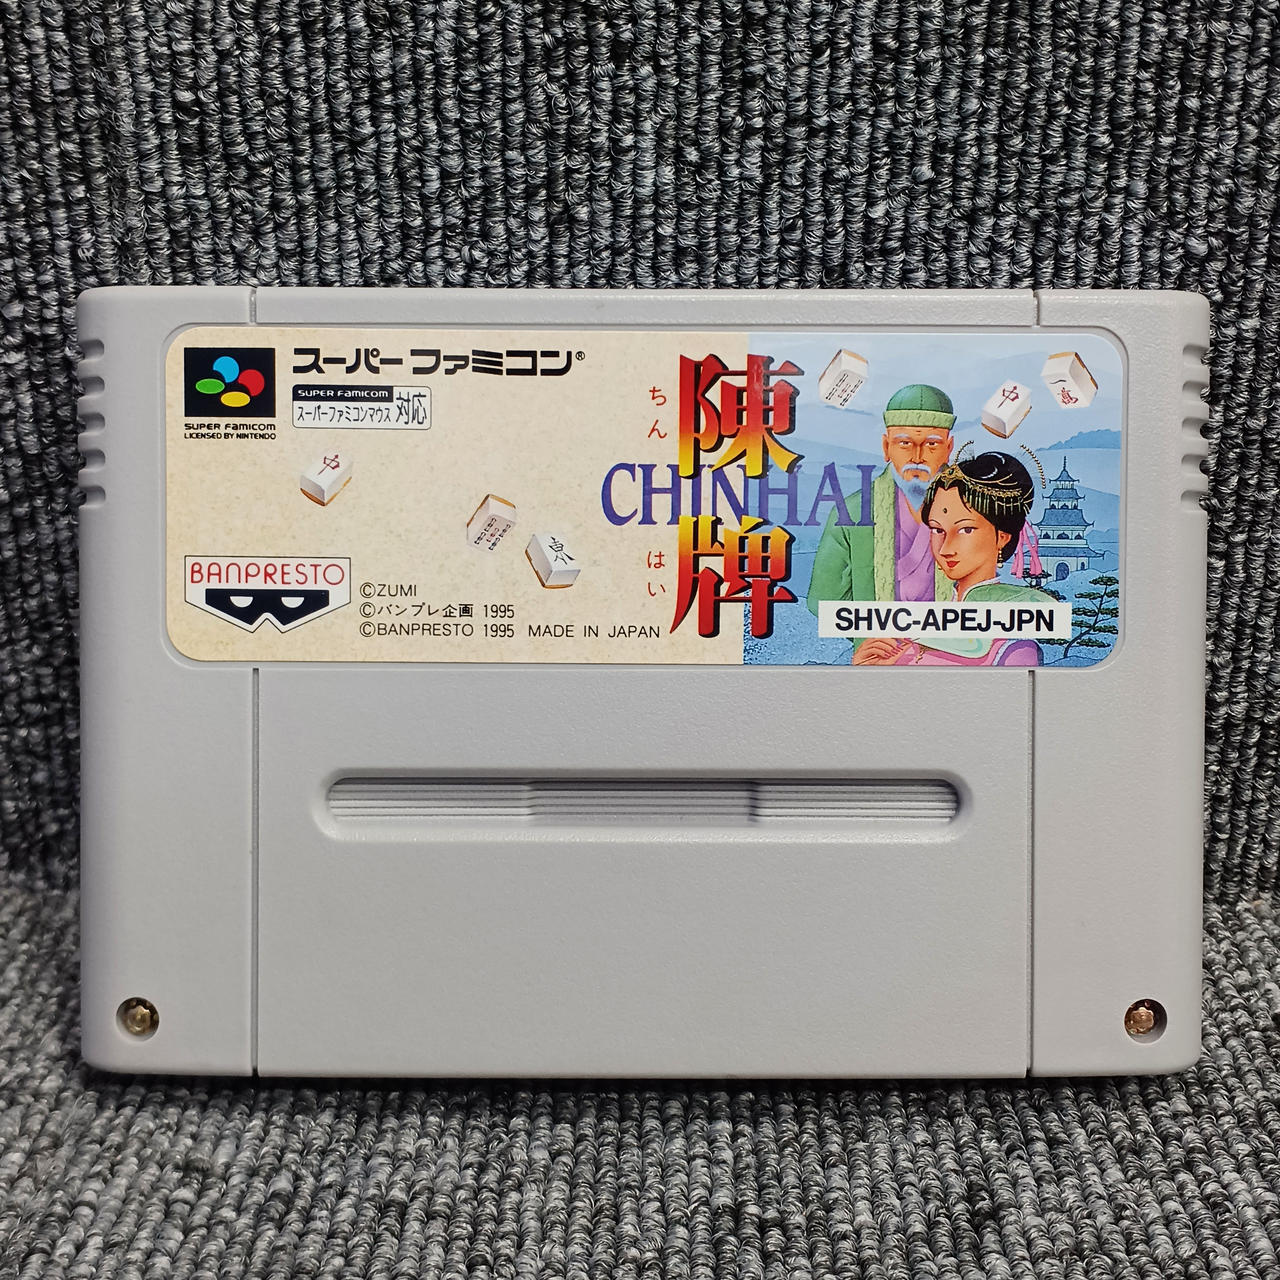 スーパーファミコン®
SUPER FAMICOM
スーパーファミコンマウス 対応
SUPER FAMICOM
LICENSED BY NINTENDO
陳牌
ちんはい
CHINHAI
中
中
一萬
東
BANPRESTO
©ZUMI
©バンプレ企画 1995
©BANPRESTO 1995 MADE IN JAPAN
SHVC-APEJ-JPN